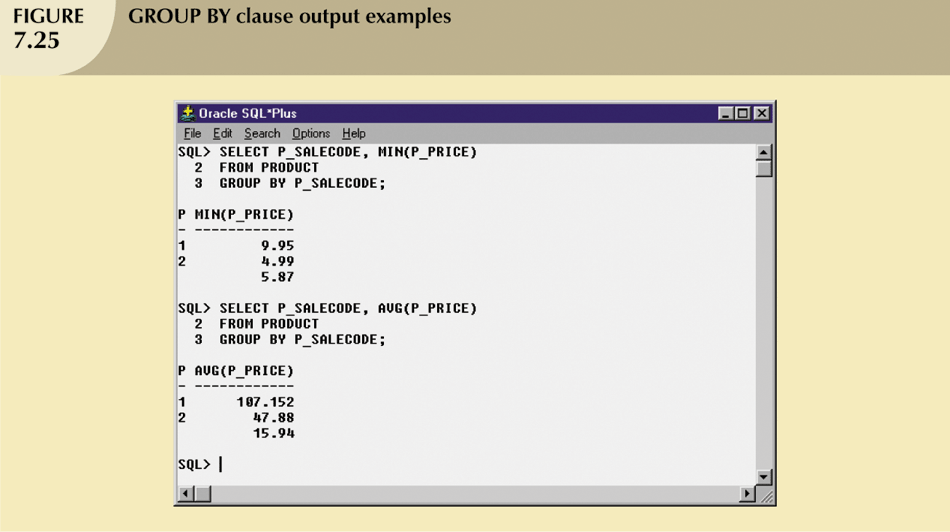 FIGURE
7.25
GROUP BY clause output examples
Oracle SQL*Plus
File Edit Search Options Help
SQL> SELECT P_SALECODE, MIN(P_PRICE)
  2  FROM PRODUCT
  3  GROUP BY P_SALECODE;
P MIN(P_PRICE)
- ------------
1         9.95
2         4.99
          5.87
SQL> SELECT P_SALECODE, AVG(P_PRICE)
  2  FROM PRODUCT
  3  GROUP BY P_SALECODE;
P AVG(P_PRICE)
- ------------
1      107.152
2        47.88
         15.94
SQL>